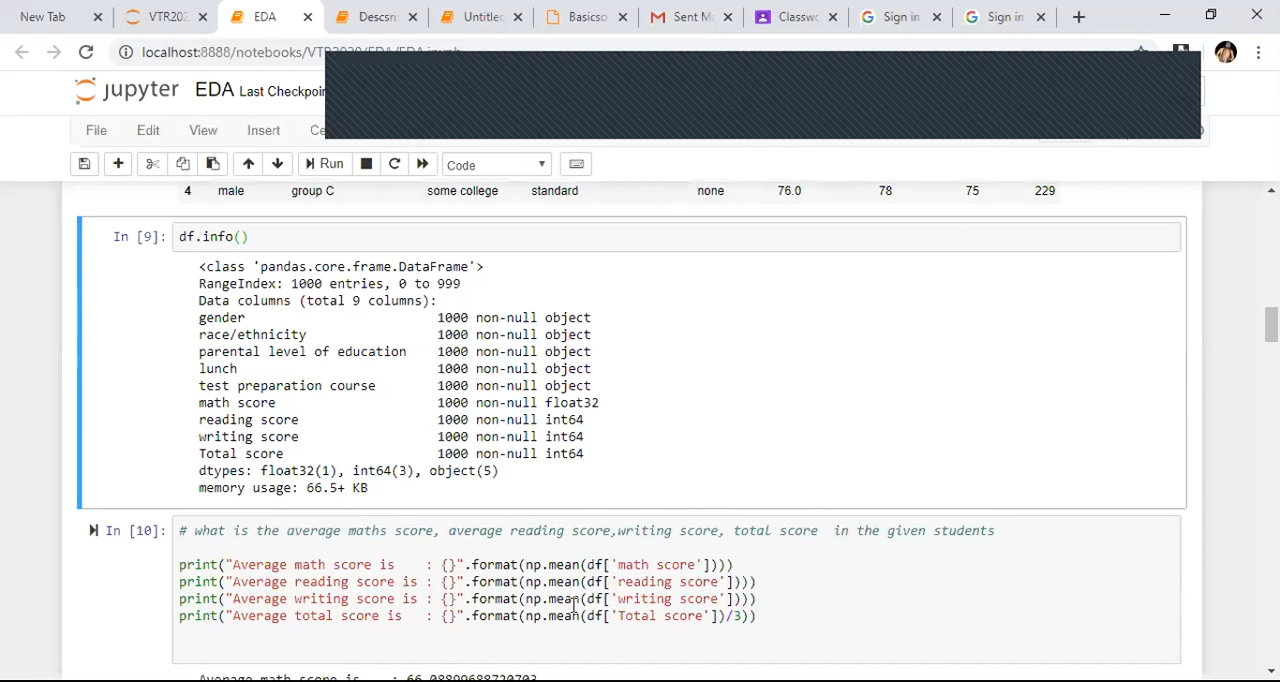 New Tab
VTR202
EDA
Descsr
Untitle
Basicso
Sent M
Classwo
Sign in
Sign in
localhost:8888/notebooks/VTR2020/EDA/EDA.ipynb
jupyter EDA Last Checkpoin
File Edit View Insert Ce
Run Code
4 male group C some college standard none 76.0 78 75 229
In [9]: df.info()
<class 'pandas.core.frame.DataFrame'>
RangeIndex: 1000 entries, 0 to 999
Data columns (total 9 columns):
gender 1000 non-null object
race/ethnicity 1000 non-null object
parental level of education 1000 non-null object
lunch 1000 non-null object
test preparation course 1000 non-null object
math score 1000 non-null float32
reading score 1000 non-null int64
writing score 1000 non-null int64
Total score 1000 non-null int64
dtypes: float32(1), int64(3), object(5)
memory usage: 66.5+ KB
In [10]: # what is the average maths score, average reading score,writing score, total score in the given students
print("Average math score is : {}".format(np.mean(df['math score'])))
print("Average reading score is : {}".format(np.mean(df['reading score'])))
print("Average writing score is : {}".format(np.mean(df['writing score'])))
print("Average total score is : {}".format(np.mean(df['Total score'])/3))
Average math score is : 66.08899688720703